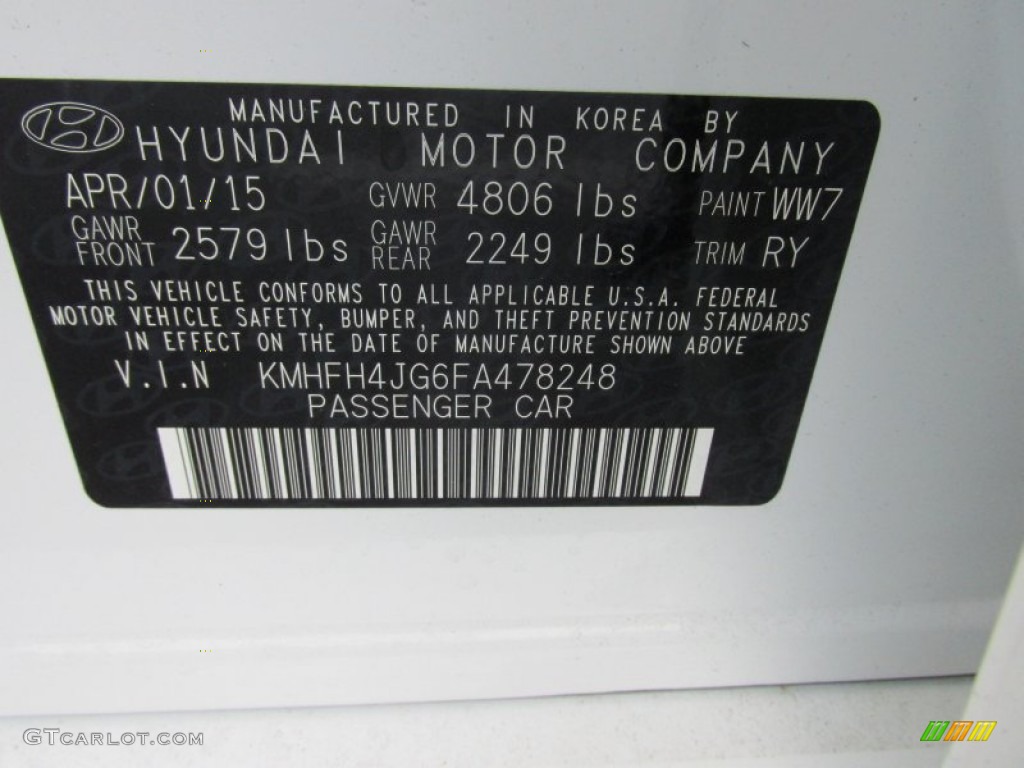 MANUFACTURED IN KOREA BY
HYUNDAI MOTOR COMPANY
APR/01/15 GVWR 4806 lbs PAINT WW7
GAWR FRONT 2579 lbs GAWR REAR 2249 lbs TRIM RY
THIS VEHICLE CONFORMS TO ALL APPLICABLE U.S.A. FEDERAL
MOTOR VEHICLE SAFETY, BUMPER, AND THEFT PREVENTION STANDARDS
IN EFFECT ON THE DATE OF MANUFACTURE SHOWN ABOVE
V.I.N KMHFH4JG6FA478248
PASSENGER CAR
GTCARLOT.COM